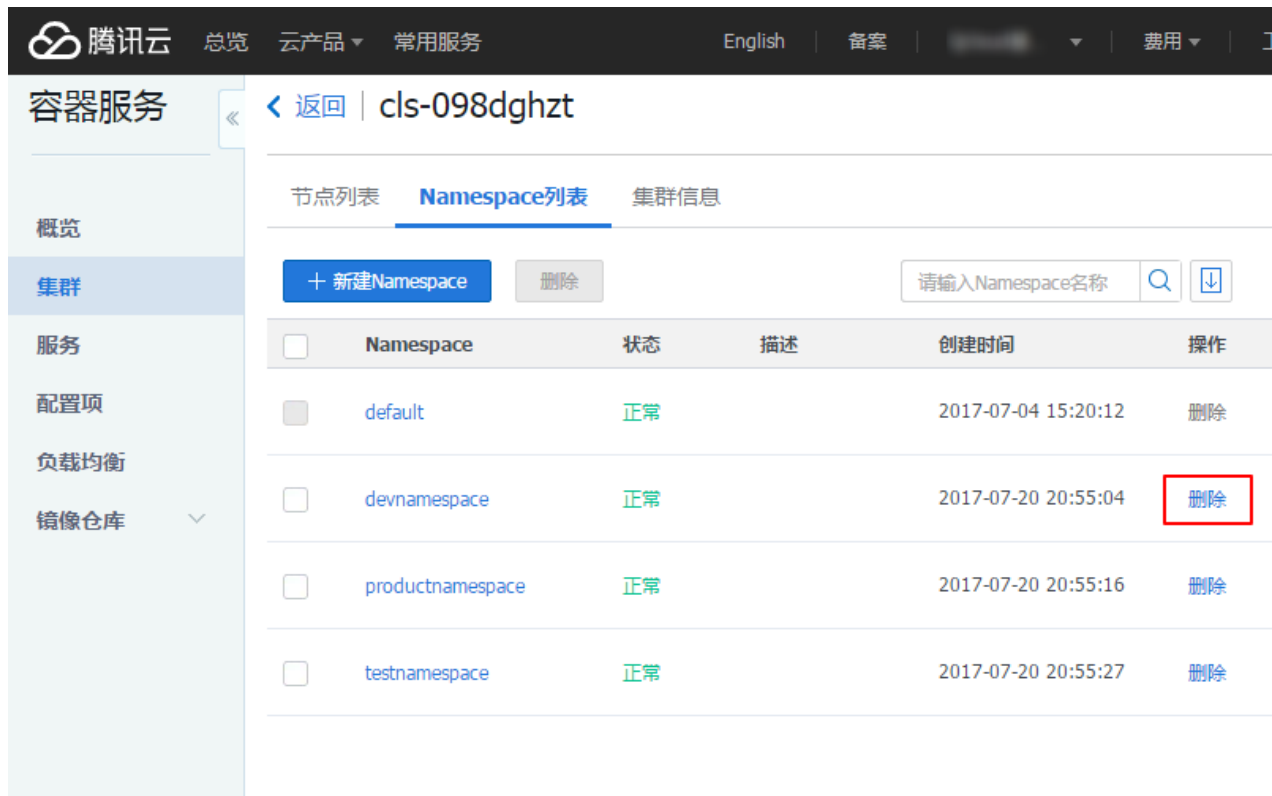 腾讯云 总览 云产品 常用服务 English 备案 费用
容器服务
返回 cls-098dghzt
节点列表 Namespace列表 集群信息
概览
集群
服务
配置项
负载均衡
镜像仓库
新建Namespace 删除 请输入Namespace名称
Namespace 状态 描述 创建时间 操作
default 正常 2017-07-04 15:20:12 删除
devnamespace 正常 2017-07-20 20:55:04 删除
productnamespace 正常 2017-07-20 20:55:16 删除
testnamespace 正常 2017-07-20 20:55:27 删除